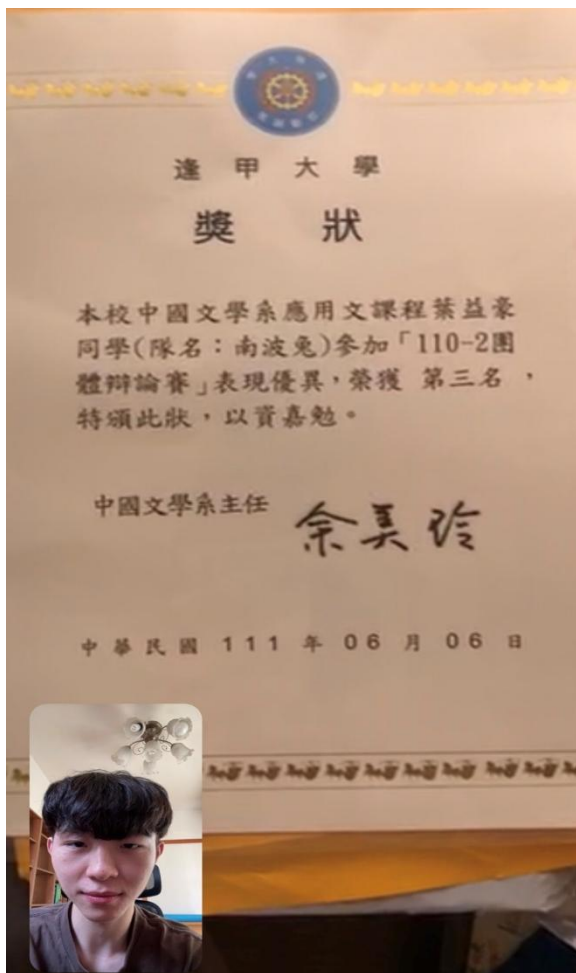 逢甲大學
獎狀
本校中國文學系應用文課程葉益豪
同學(隊名：南波兔)參加「110-2團
體辯論賽」表現優異，榮獲 第三名 ，
特頒此狀，以資嘉勉。
中國文學系主任 余美玲
中華民國 111 年 06 月 06 日